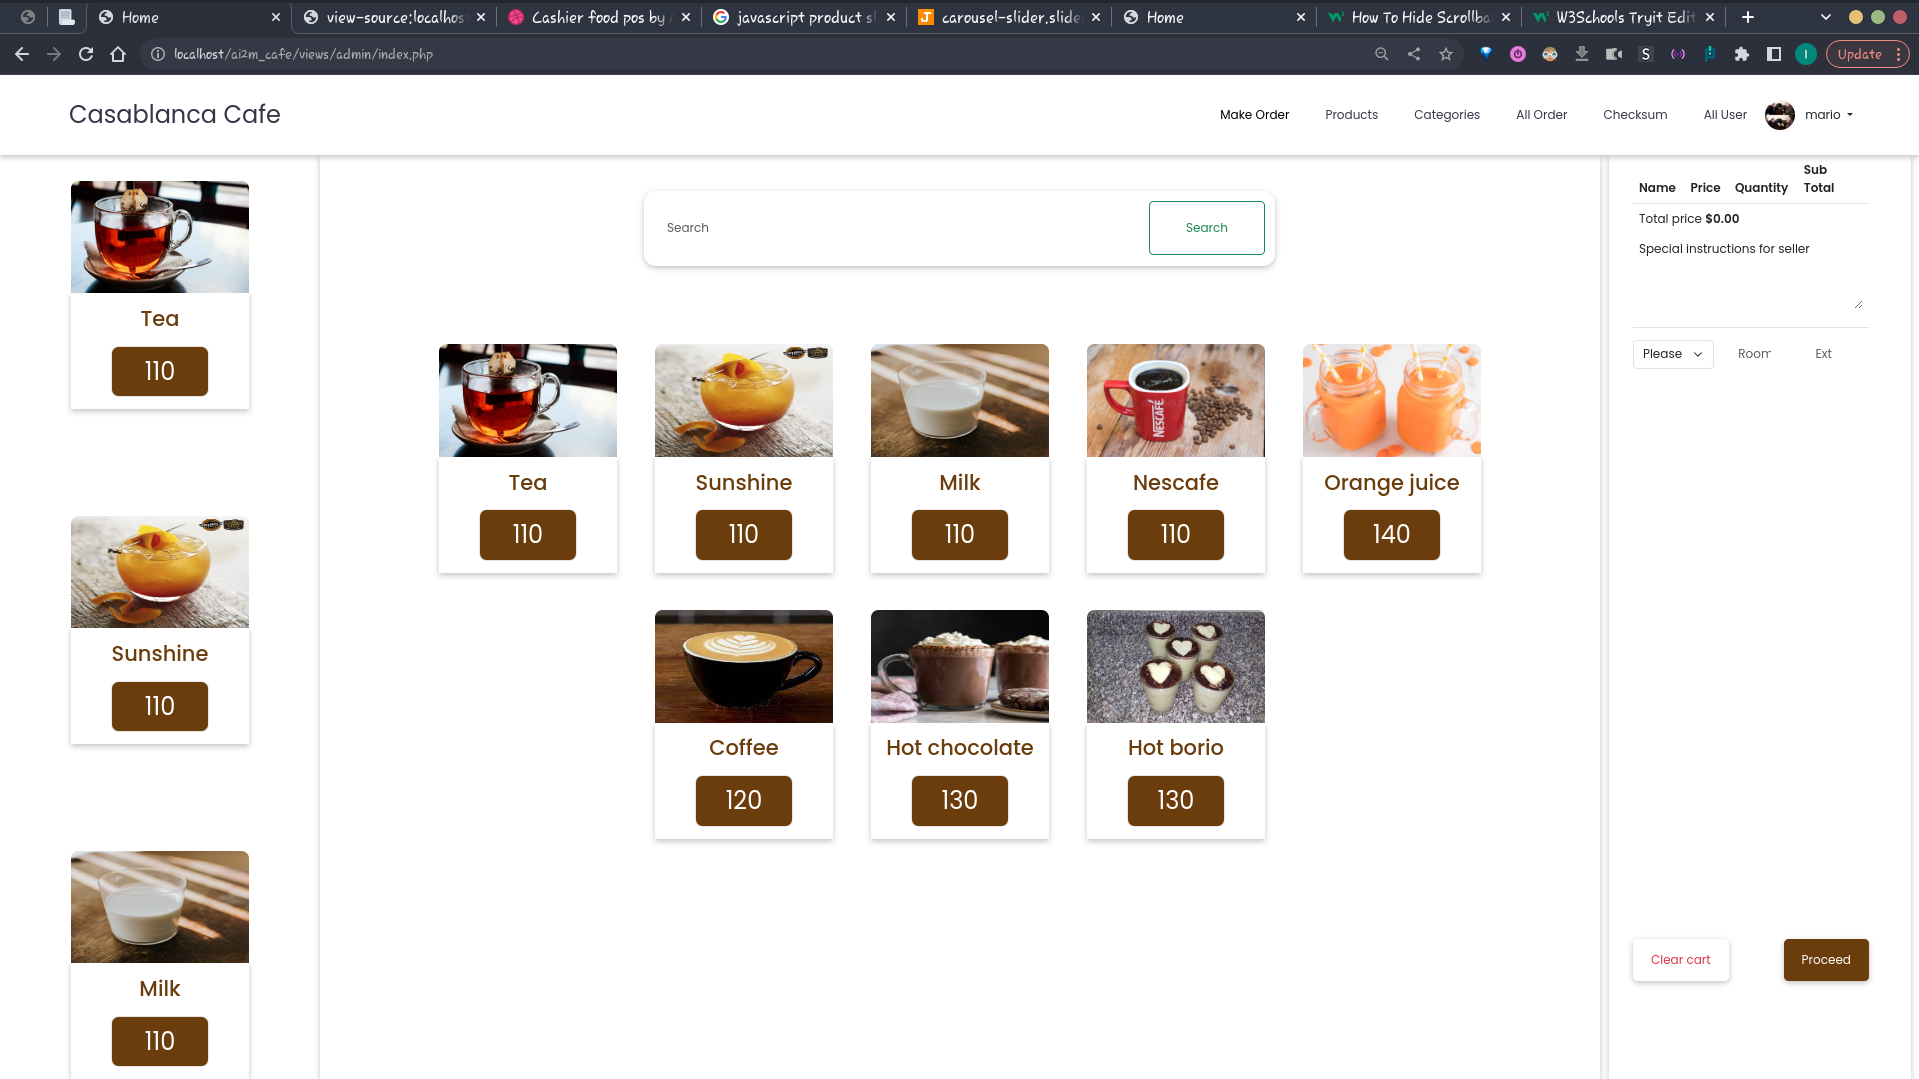 Home
view-source:localhos
Cashier food pos by
javascript product s
carousel-slider.slide
Home
How To Hide Scrollba
W3Schools Tryit Edit
localhost/ai2m_cafe/views/admin/index.php
S
I
Update
Casablanca Cafe
Make Order
Products
Categories
All Order
Checksum
All User
mario
Tea
110
Sunshine
110
Milk
110
Search
Search
NESCAFÉ
Tea
Sunshine
Milk
Nescafe
Orange juice
110
110
110
110
140
Coffee
Hot chocolate
Hot borio
120
130
130
Name Price Quantity Sub Total
Total price $0.00
Special instructions for seller
Please
Room
Ext
Clear cart
Proceed